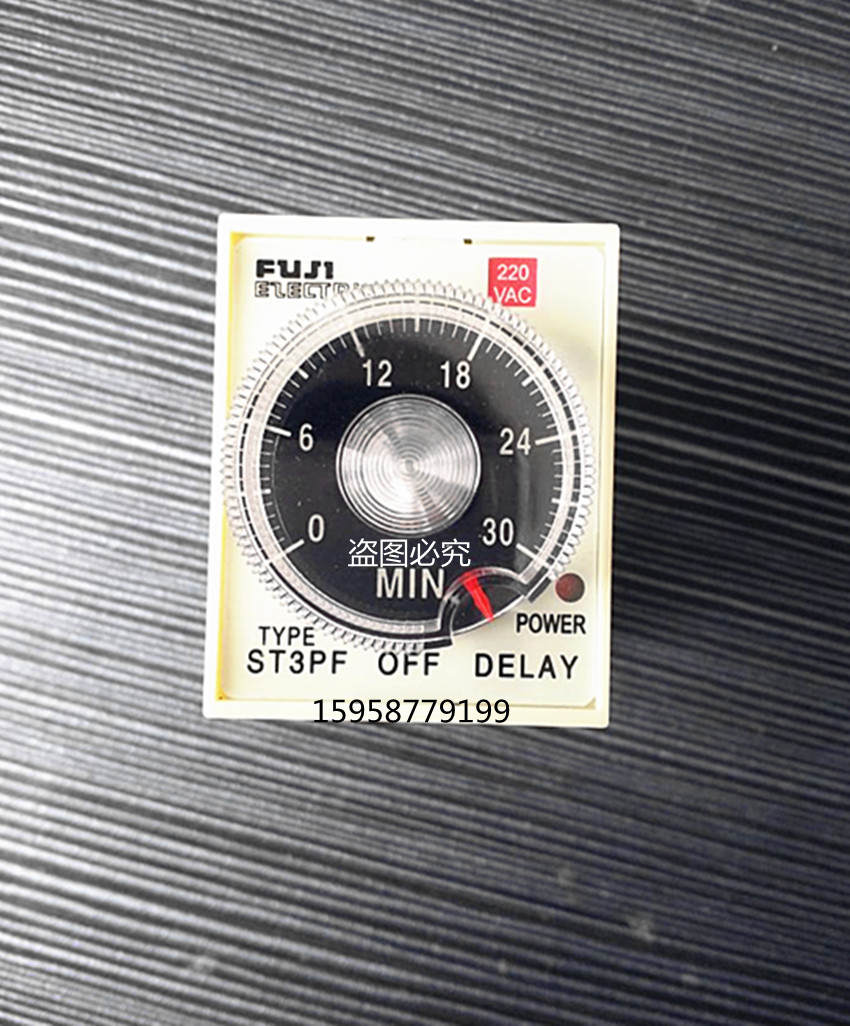 FUJI
ELECTRIC
220
VAC
12 18
6 24
0 30
盗图必究
MIN
POWER
TYPE
ST3PF OFF DELAY
15958779199